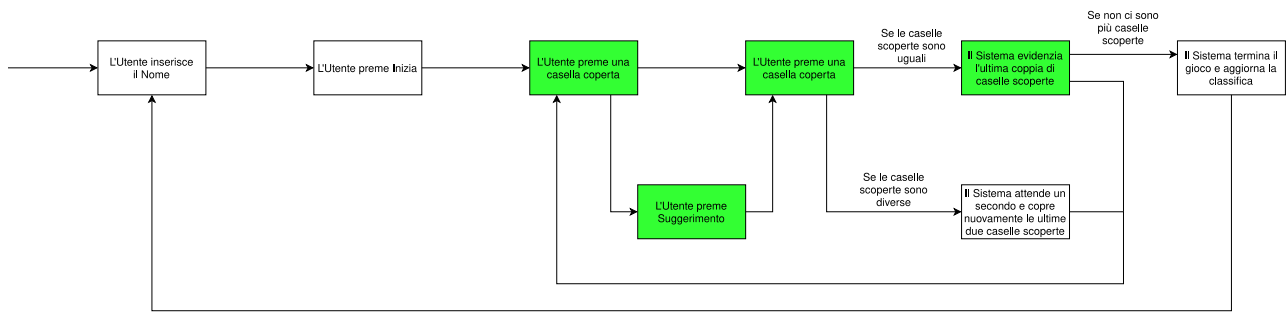 L'Utente inserisce
il Nome
L'Utente preme Inizia
L'Utente preme una
casella coperta
L'Utente preme una
casella coperta
Se le caselle
scoperte sono
uguali
Il Sistema evidenzia
l'ultima coppia di
caselle scoperte
Se non ci sono
più caselle
scoperte
Il Sistema termina il
gioco e aggiorna la
classifica
L'Utente preme
Suggerimento
Se le caselle
scoperte sono
diverse
Il Sistema attende un
secondo e copre
nuovamente le ultime
due caselle scoperte